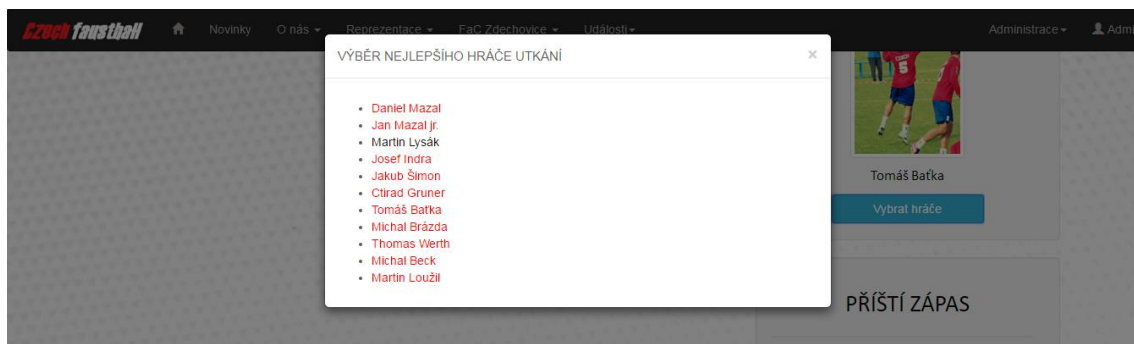 Czech faustball Novinky O nás Reprezentace FaC Zdechovice Události Administrace Admi
VÝBĚR NEJLEPŠÍHO HRÁČE UTKÁNÍ ×
Daniel Mazal
Jan Mazal jr.
Martin Lysák
Josef Indra
Jakub Šimon
Ctirad Gruner
Tomáš Baťka
Michal Brázda
Thomas Werth
Michal Beck
Martin Loužil
5
Tomáš Baťka
Vybrat hráče
PŘÍŠTÍ ZÁPAS